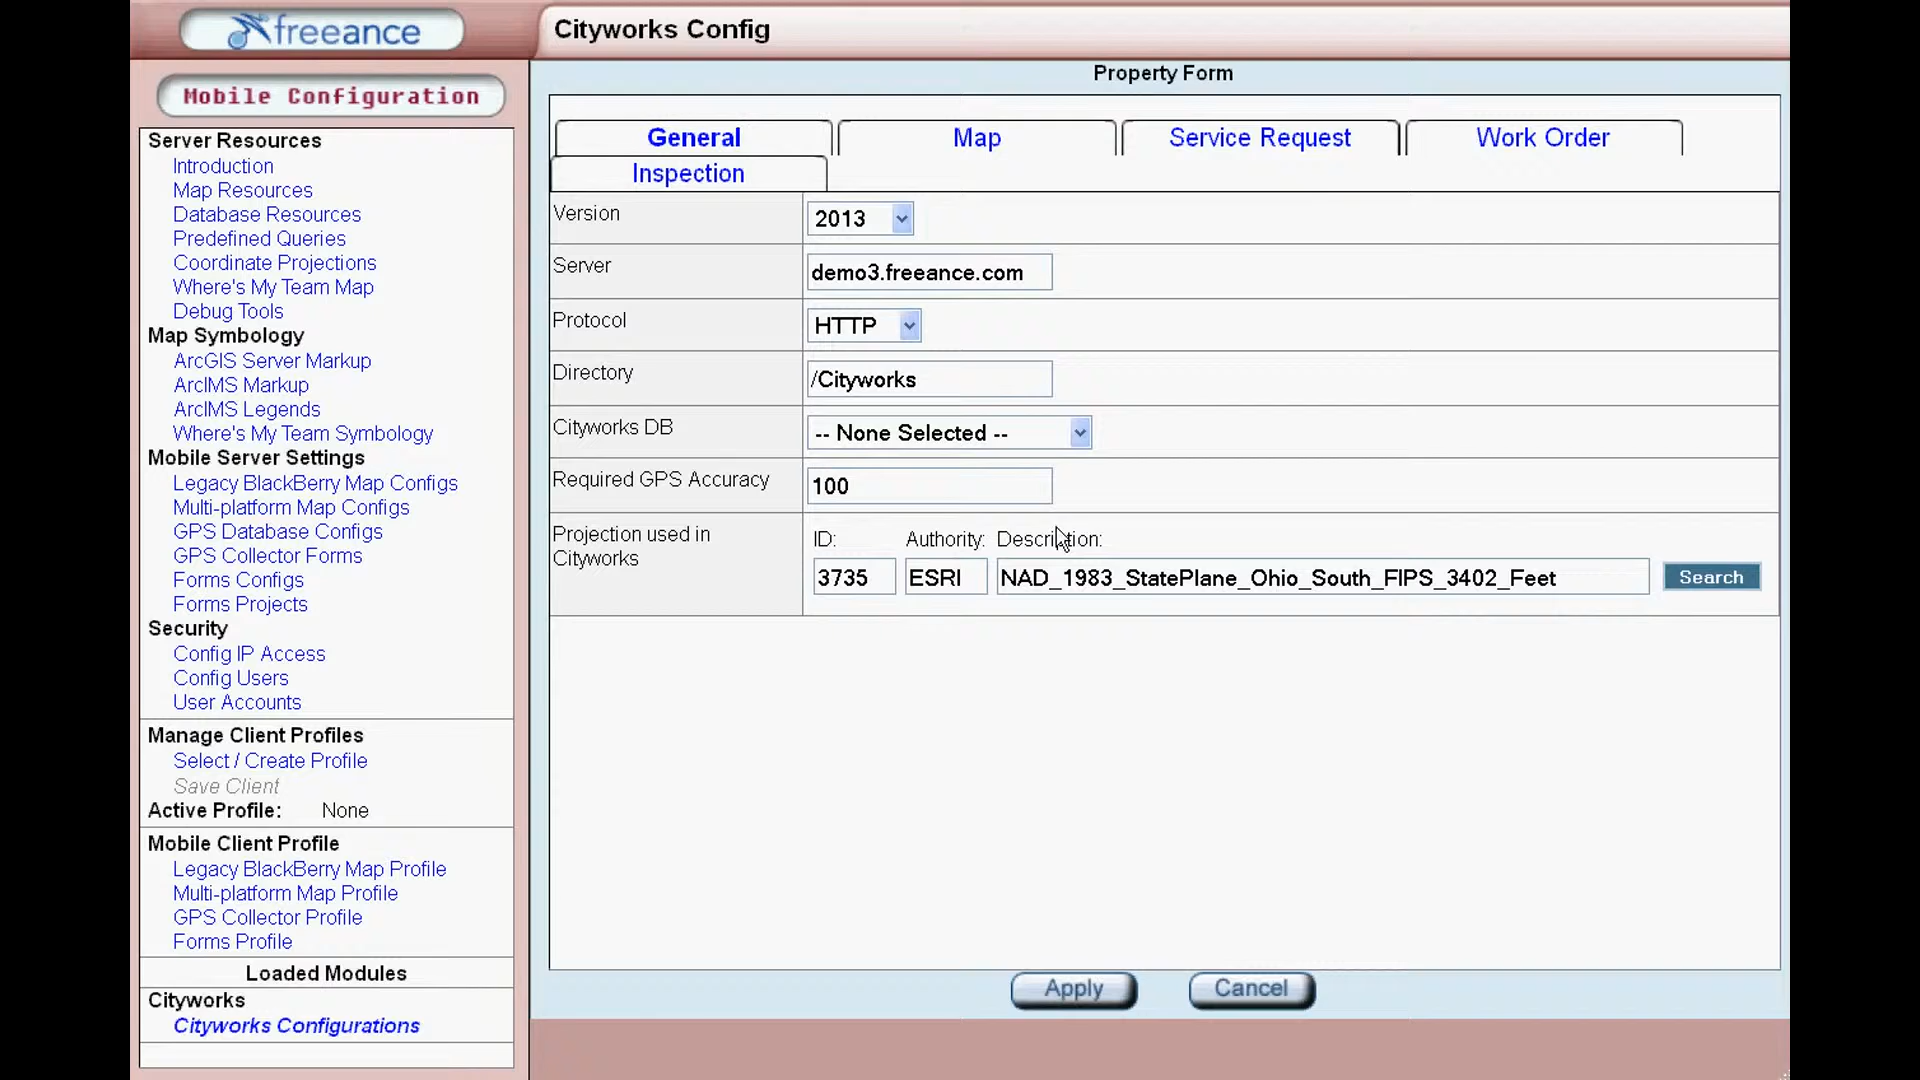 freeance
Cityworks Config
Mobile Configuration
Server Resources
Introduction
Map Resources
Database Resources
Predefined Queries
Coordinate Projections
Where's My Team Map
Debug Tools
Map Symbology
ArcGIS Server Markup
ArcIMS Markup
ArcIMS Legends
Where's My Team Symbology
Mobile Server Settings
Legacy BlackBerry Map Configs
Multi-platform Map Configs
GPS Database Configs
GPS Collector Forms
Forms Configs
Forms Projects
Security
Config IP Access
Config Users
User Accounts
Manage Client Profiles
Select / Create Profile
Save Client
Active Profile: None
Mobile Client Profile
Legacy BlackBerry Map Profile
Multi-platform Map Profile
GPS Collector Profile
Forms Profile
Loaded Modules
Cityworks
Cityworks Configurations
Property Form
General Map Service Request Work Order
Inspection
Version 2013
Server demo3.freeance.com
Protocol HTTP
Directory /Cityworks
Cityworks DB -- None Selected --
Required GPS Accuracy 100
Projection used in
Cityworks
ID: Authority: Description:
3735 ESRI NAD_1983_StatePlane_Ohio_South_FIPS_3402_Feet Search
Apply Cancel